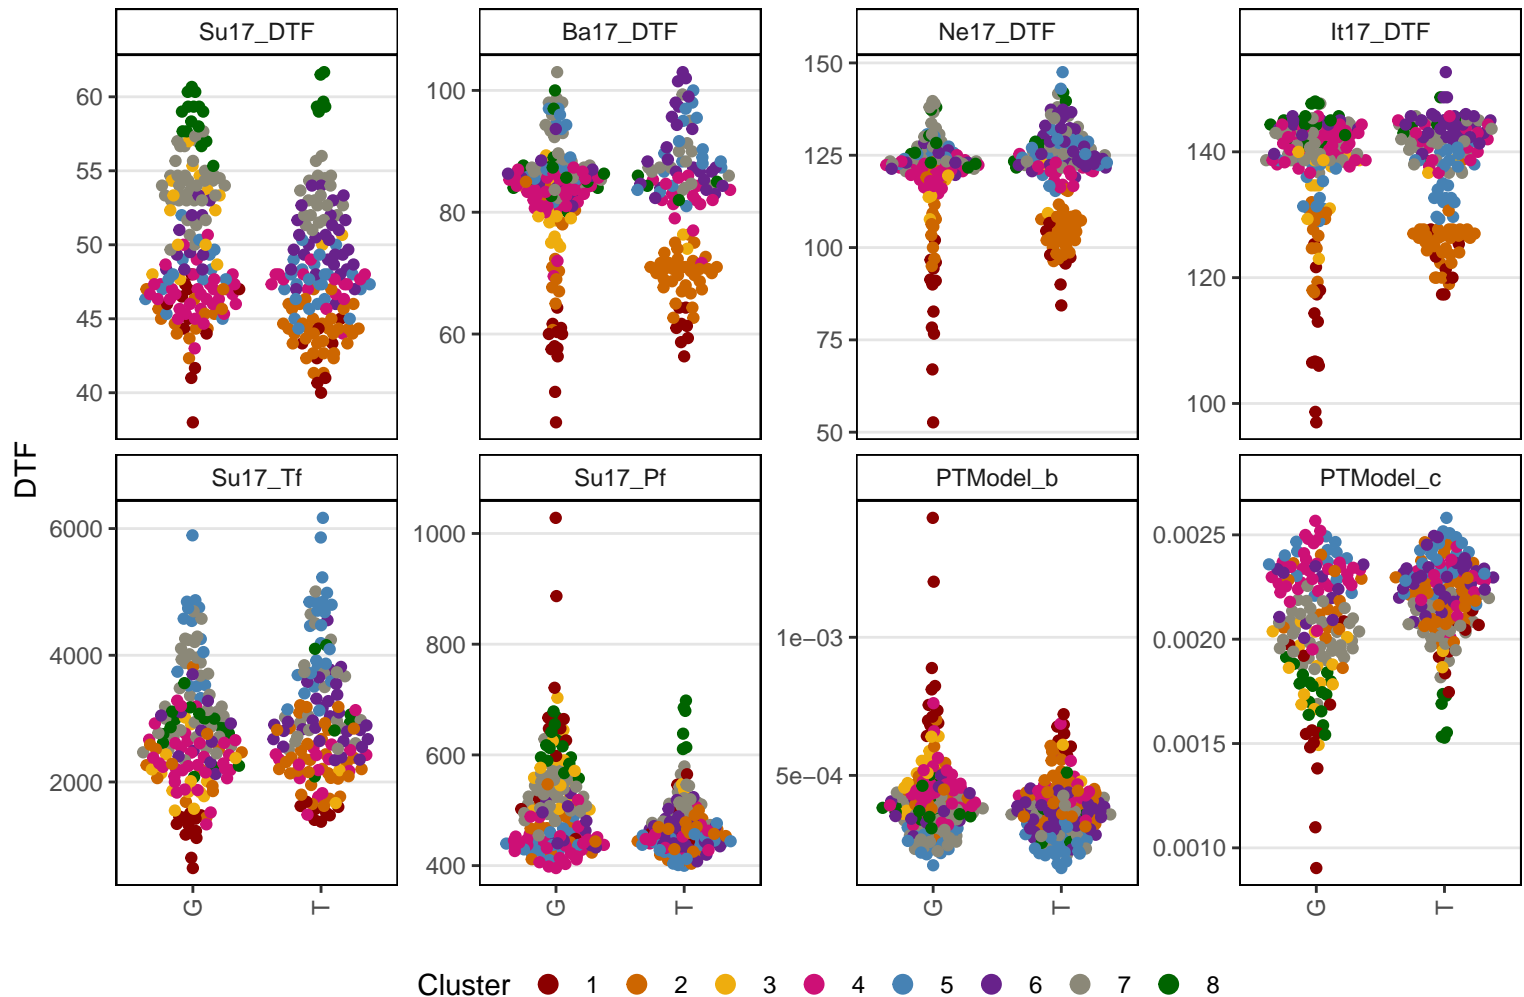 Su17_DTF
Ba17_DTF
Ne17_DTF
It17_DTF
60
55
50
45
40
100
80
60
150
125
100
75
50
140
120
100
DTF
Su17_Tf
Su17_Pf
PTModel_b
PTModel_c
6000
4000
2000
1000
800
600
400
1e−03
5e−04
0.0025
0.0020
0.0015
0.0010
G
T
G
T
G
T
G
T
Cluster 1 2 3 4 5 6 7 8